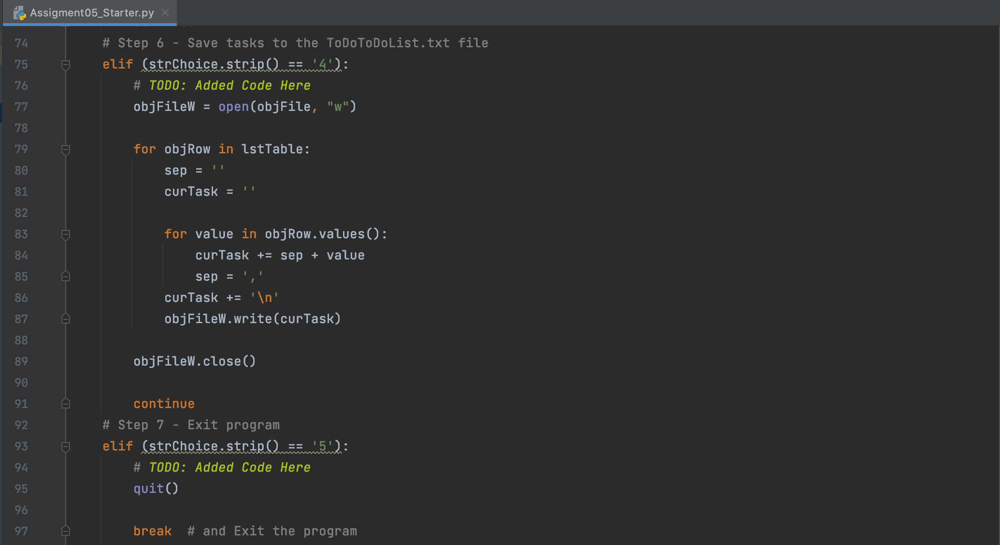 Assigment05_Starter.py
74 # Step 6 - Save tasks to the ToDoToDoList.txt file
75 elif (strChoice.strip() == '4'):
76 # TODO: Added Code Here
77 objFileW = open(objFile, "w")
78
79 for objRow in lstTable:
80 sep = ''
81 curTask = ''
82
83 for value in objRow.values():
84 curTask += sep + value
85 sep = ','
86 curTask += '\n'
87 objFileW.write(curTask)
88
89 objFileW.close()
90
91 continue
92 # Step 7 - Exit program
93 elif (strChoice.strip() == '5'):
94 # TODO: Added Code Here
95 quit()
96
97 break # and Exit the program